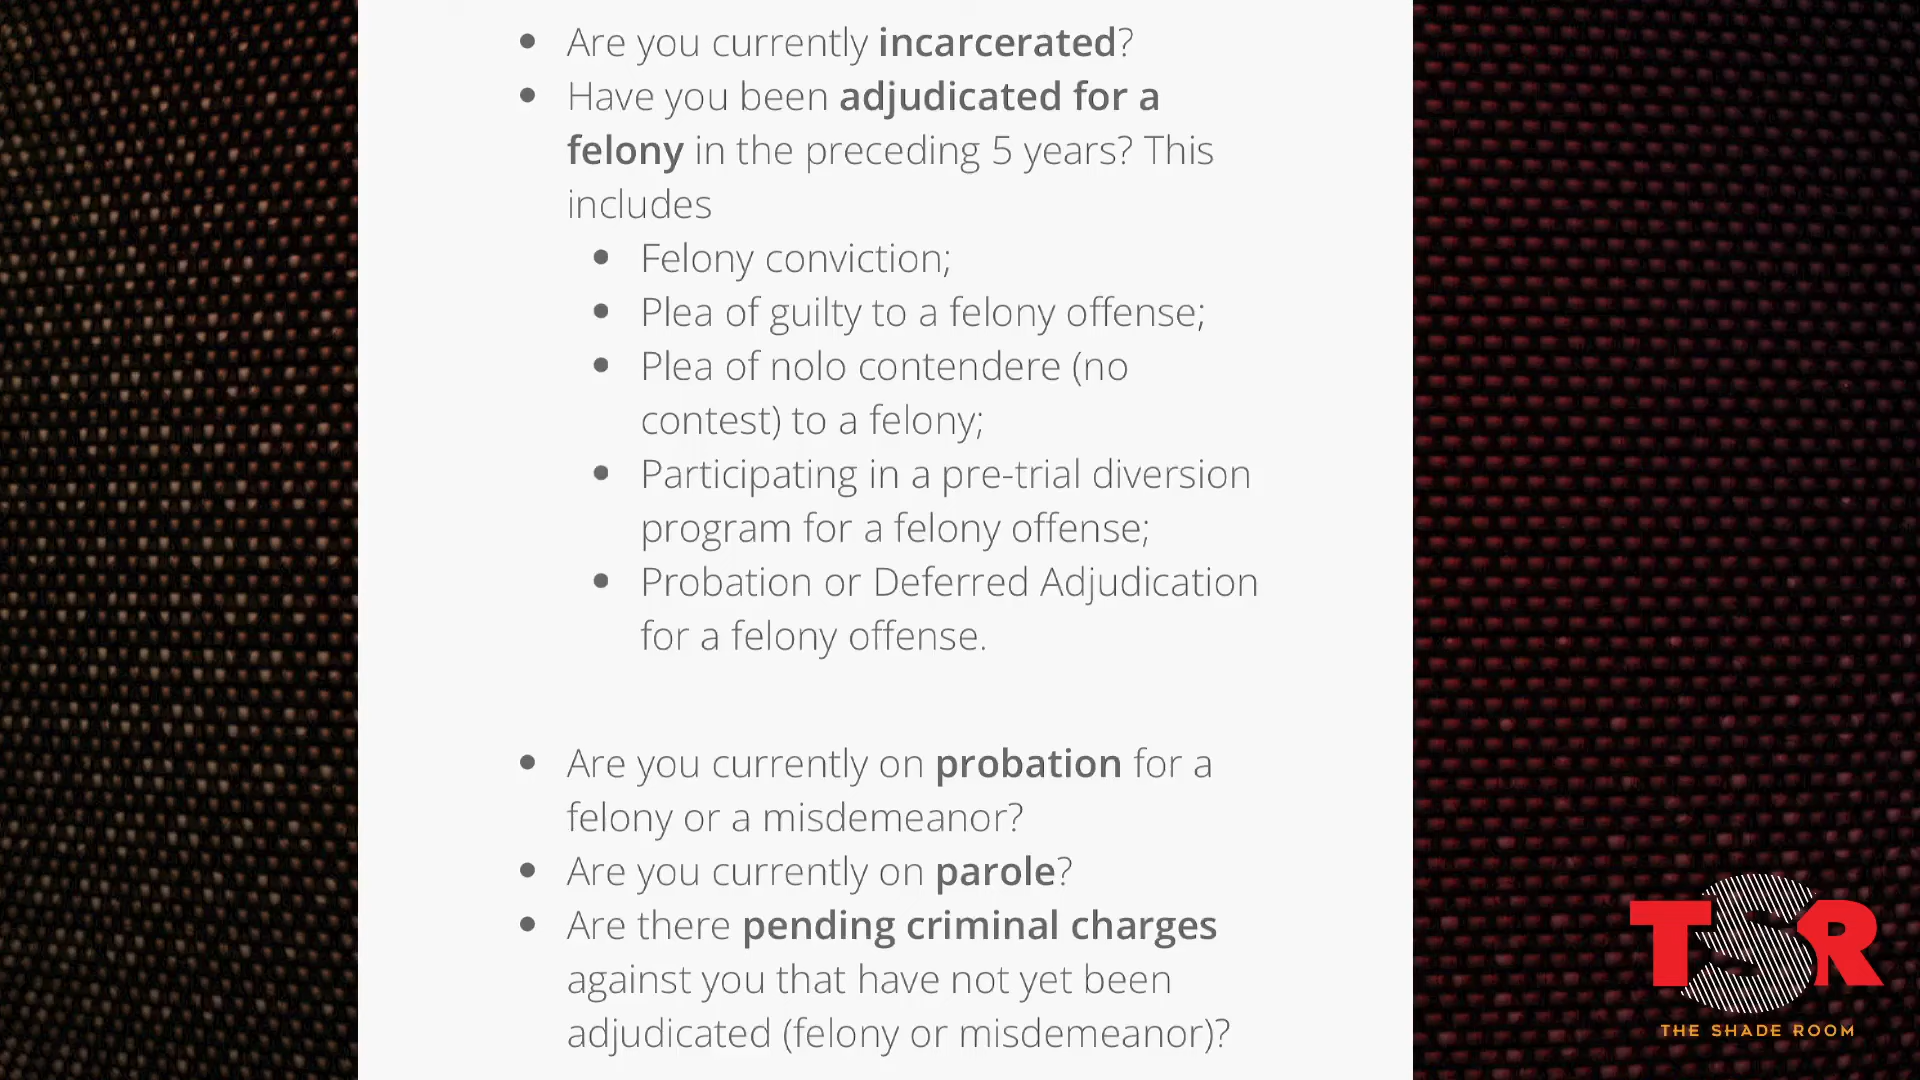 Are you currently incarcerated?
Have you been adjudicated for a
felony in the preceding 5 years? This
includes
Felony conviction;
Plea of guilty to a felony offense;
Plea of nolo contendere (no
contest) to a felony;
Participating in a pre-trial diversion
program for a felony offense;
Probation or Deferred Adjudication
for a felony offense.
Are you currently on probation for a
felony or a misdemeanor?
Are you currently on parole?
Are there pending criminal charges
against you that have not yet been
adjudicated (felony or misdemeanor)?
TSR
THE SHADE ROOM